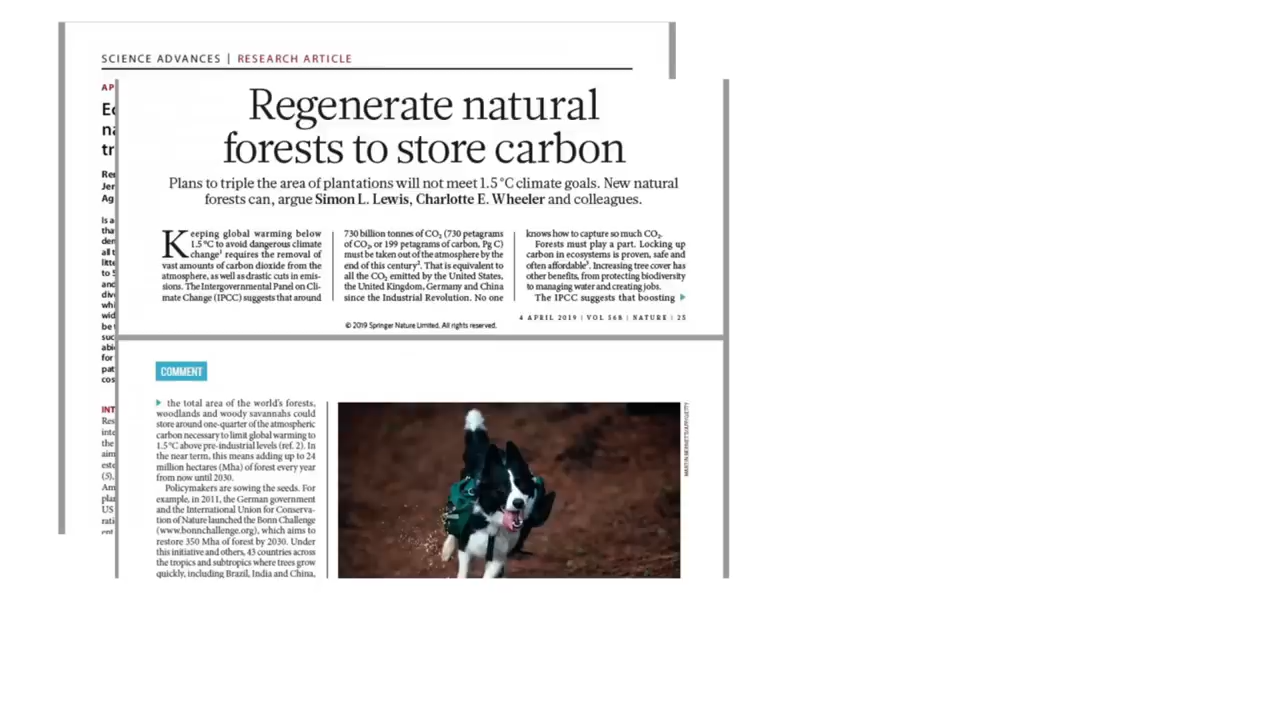 SCIENCE ADVANCES | RESEARCH ARTICLE
Regenerate natural
forests to store carbon
Plans to triple the area of plantations will not meet 1.5 °C climate goals. New natural
forests can, argue Simon L. Lewis, Charlotte E. Wheeler and colleagues.
Keeping global warming below
1.5 °C to avoid dangerous climate
change¹ requires the removal of
vast amounts of carbon dioxide from the
atmosphere, as well as drastic cuts in emis-
sions. The Intergovernmental Panel on Cli-
mate Change (IPCC) suggests that around
730 billion tonnes of CO₂ (730 petagrams
of CO₂, or 199 petagrams of carbon, Pg C)
must be taken out of the atmosphere by the
end of this century². That is equivalent to
all the CO₂ emitted by the United States,
the United Kingdom, Germany and China
since the Industrial Revolution. No one
knows how to capture so much CO₂.
Forests must play a part. Locking up
carbon in ecosystems is proven, safe and
often affordable³. Increasing tree cover has
other benefits, from protecting biodiversity
to managing water and creating jobs.
The IPCC suggests that boosting
4 APRIL 2019 | VOL 568 | NATURE | 25
© 2019 Springer Nature Limited. All rights reserved.
COMMENT
the total area of the world's forests,
woodlands and woody savannahs could
store around one-quarter of the atmospheric
carbon necessary to limit global warming to
1.5 °C above pre-industrial levels (ref. 2). In
the near term, this means adding up to 24
million hectares (Mha) of forest every year
from now until 2030.
Policymakers are sowing the seeds. For
example, in 2011, the German government
and the International Union for Conserva-
tion of Nature launched the Bonn Challenge
(www.bonnchallenge.org), which aims to
restore 350 Mha of forest by 2030. Under
this initiative and others, 43 countries across
the tropics and subtropics where trees grow
quickly, including Brazil, India and China,